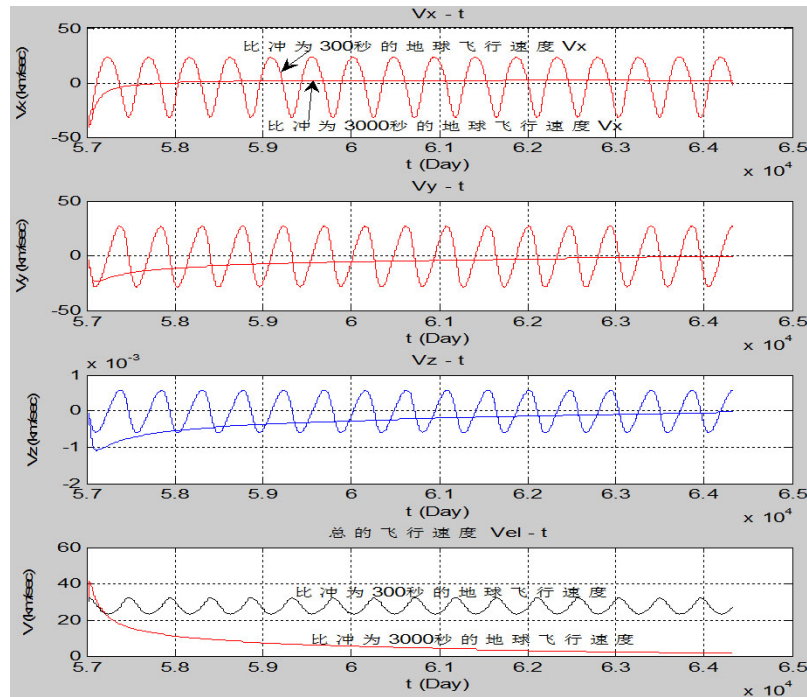 Vx - t
比冲为300秒的地球飞行速度Vx
比冲为3000秒的地球飞行速度Vx
Vx(km/sec)
50
0
-50
5.7 5.8 5.9 6 6.1 6.2 6.3 6.4 6.5
t (Day)
x 10^4
Vy - t
Vy(km/sec)
50
0
-50
5.7 5.8 5.9 6 6.1 6.2 6.3 6.4 6.5
t (Day)
x 10^4
x 10^-3
Vz - t
Vz(km/sec)
1
0
-1
-2
5.7 5.8 5.9 6 6.1 6.2 6.3 6.4 6.5
t (Day)
x 10^4
总的飞行速度 Vel - t
比冲为300秒的地球飞行速度
比冲为3000秒的地球飞行速度
V(km/sec)
60
40
20
0
5.7 5.8 5.9 6 6.1 6.2 6.3 6.4 6.5
t (Day)
x 10^4